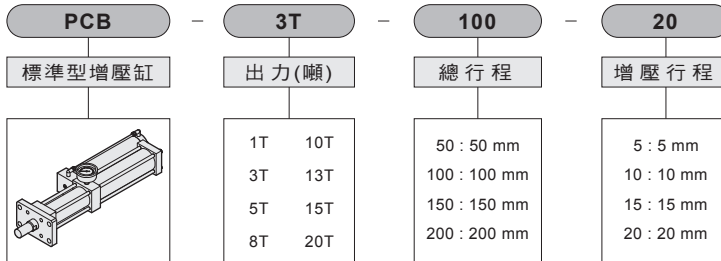 PCB – 3T – 100 – 20
標準型增壓缸 出力(噸) 總行程 增壓行程
1T 10T 50 : 50 mm 5 : 5 mm
3T 13T 100 : 100 mm 10 : 10 mm
5T 15T 150 : 150 mm 15 : 15 mm
8T 20T 200 : 200 mm 20 : 20 mm